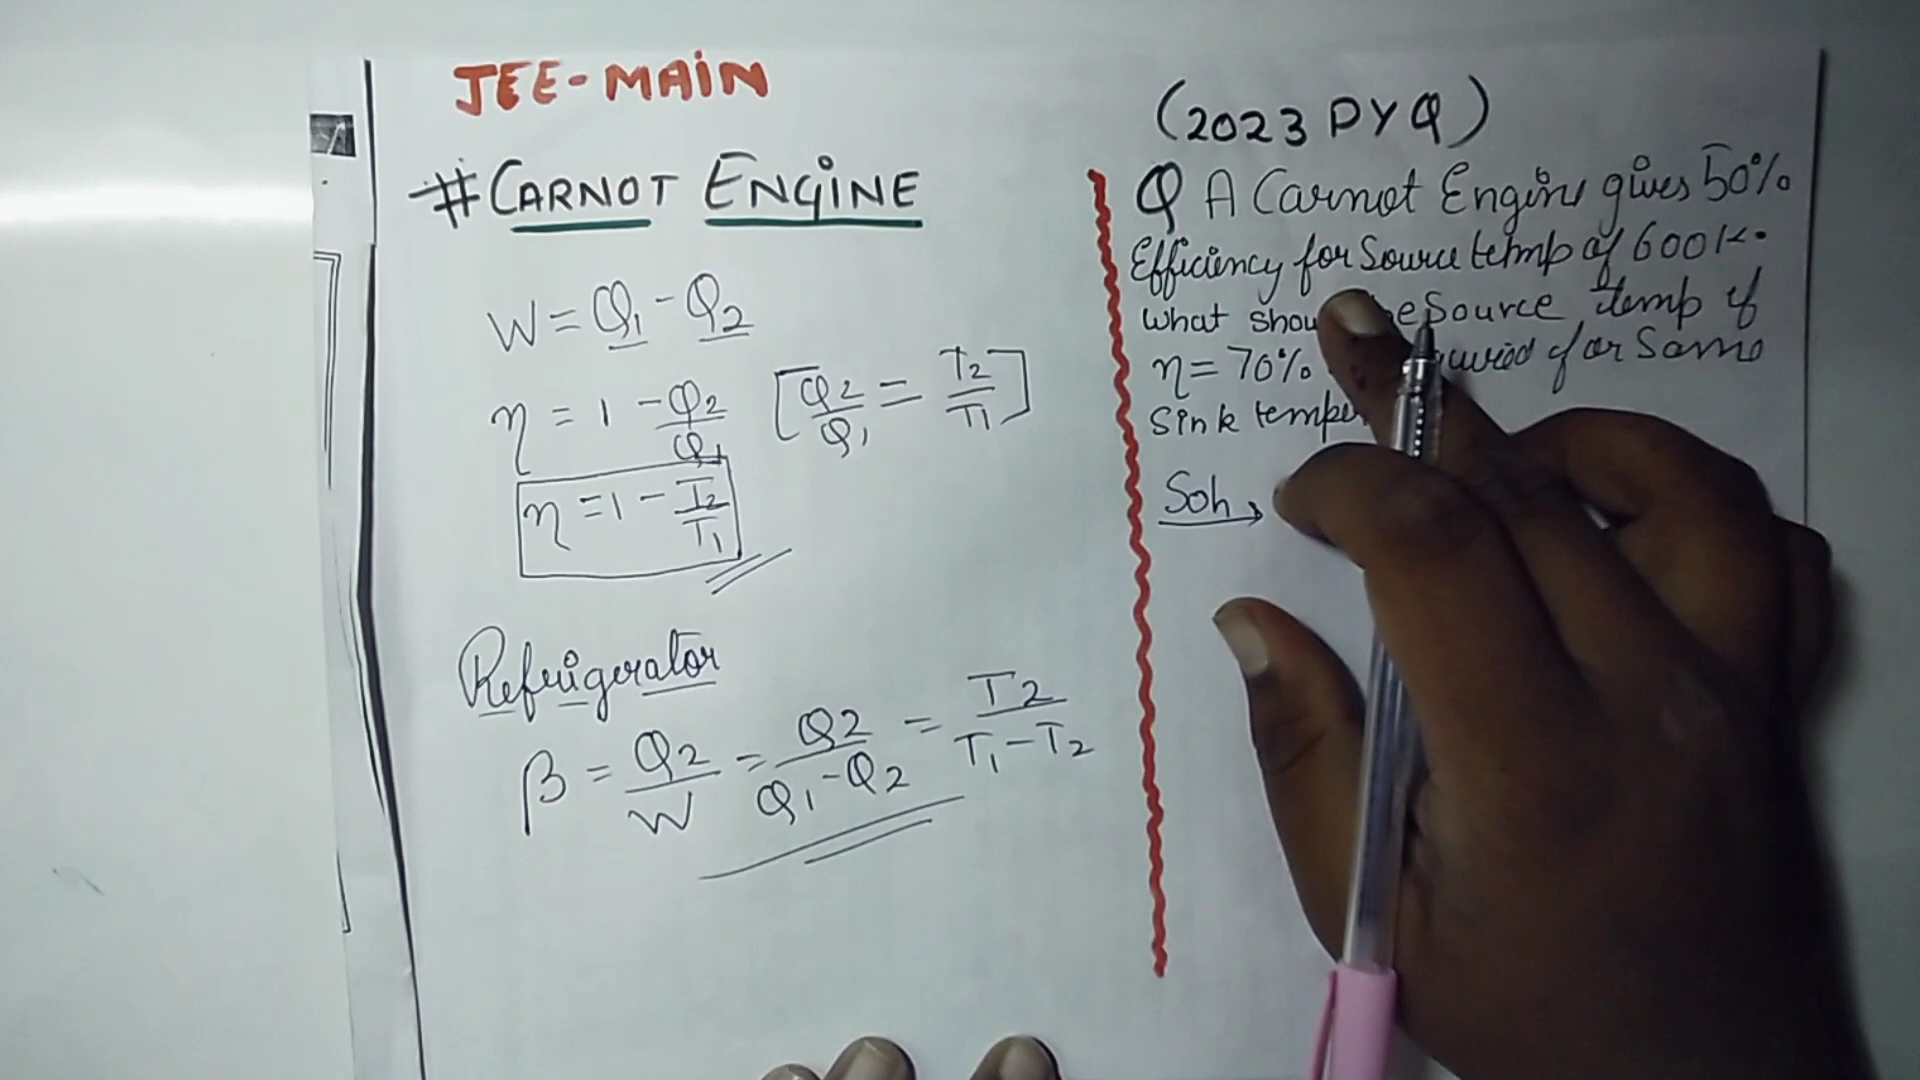 JEE-MAIN
# CARNOT ENGINE
W = Q1 - Q2
η = 1 - Q2/Q1 [Q2/Q1 = T2/T1]
η = 1 - T2/T1
Refrigerator
β = Q2/W = Q2/Q1-Q2 = T2/T1-T2
(2023 PYQ)
Q A Carnot Engine gives 50%
Efficiency for Source temp of 600K.
what Source temp if
η = 70% for Same
sink
Soln →